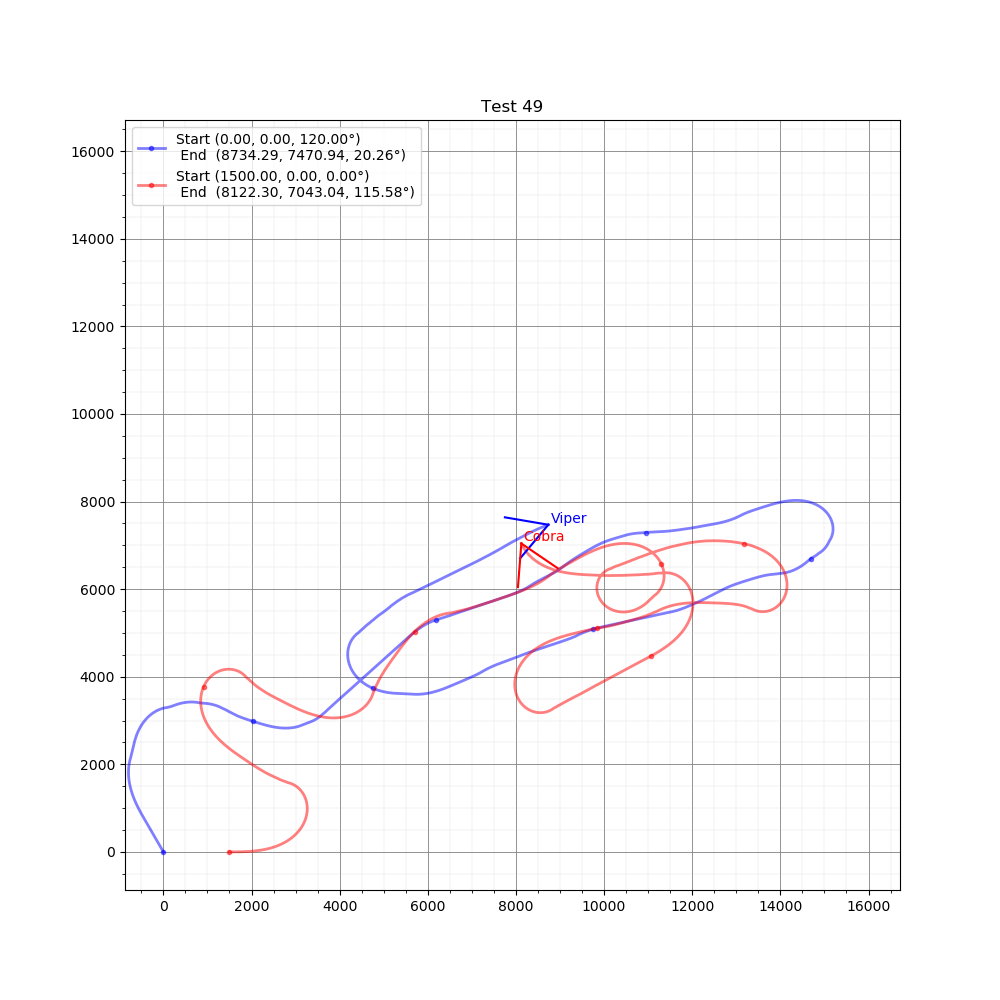 Test 49
Start (0.00, 0.00, 120.00°)
End (8734.29, 7470.94, 20.26°)
Start (1500.00, 0.00, 0.00°)
End (8122.30, 7043.04, 115.58°)
16000
14000
12000
10000
8000
6000
4000
2000
0
Viper
Cobra
0 2000 4000 6000 8000 10000 12000 14000 16000